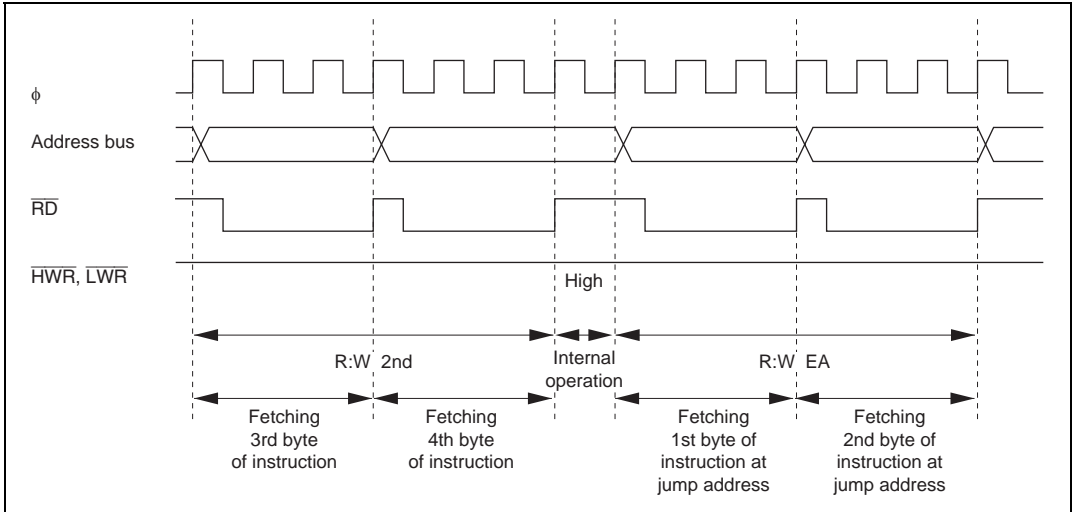 φ
Address bus
RD
HWR, LWR
High
R:W 2nd
Internal
operation
R:W EA
Fetching
3rd byte
of instruction
Fetching
4th byte
of instruction
Fetching
1st byte of
instruction at
jump address
Fetching
2nd byte of
instruction at
jump address